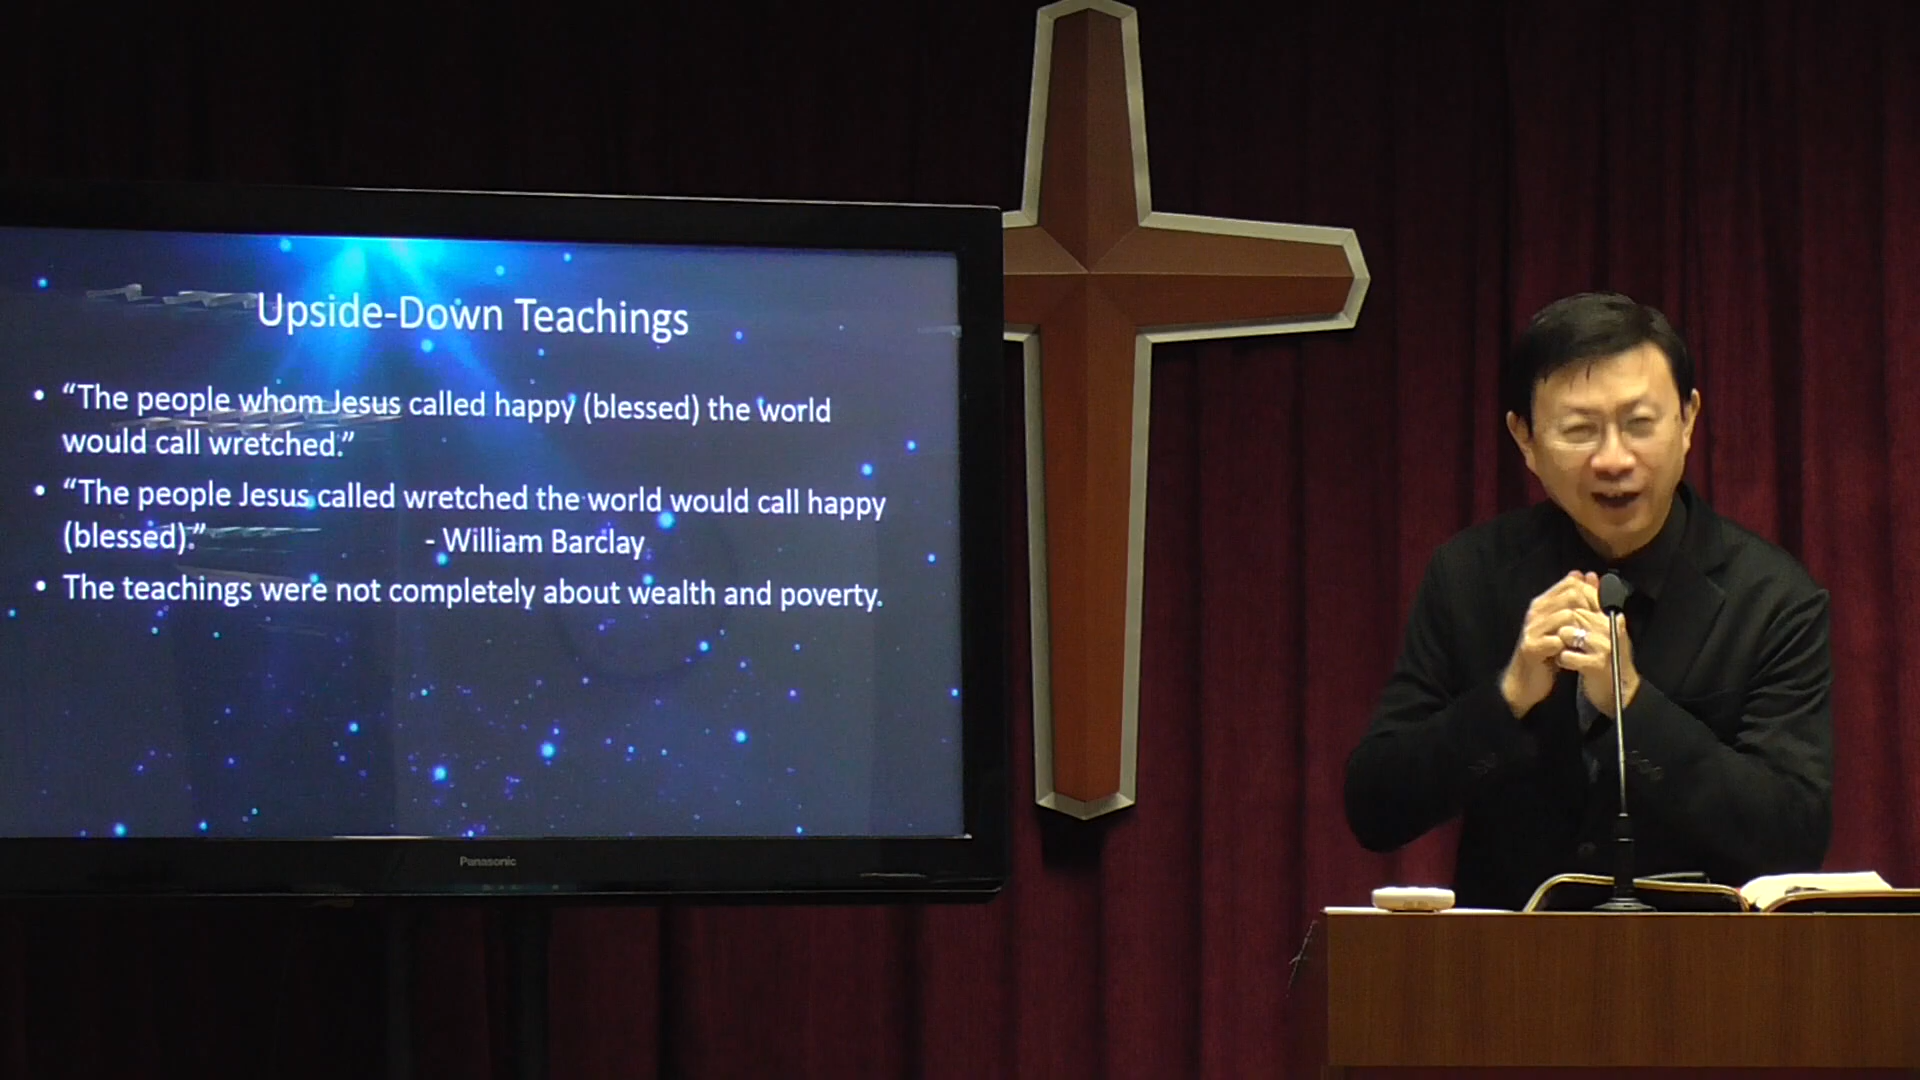 Upside-Down Teachings
• “The people whom Jesus called happy (blessed) the world
would call wretched.”
• “The people Jesus called wretched the world would call happy
(blessed).” - William Barclay
• The teachings were not completely about wealth and poverty.
Panasonic